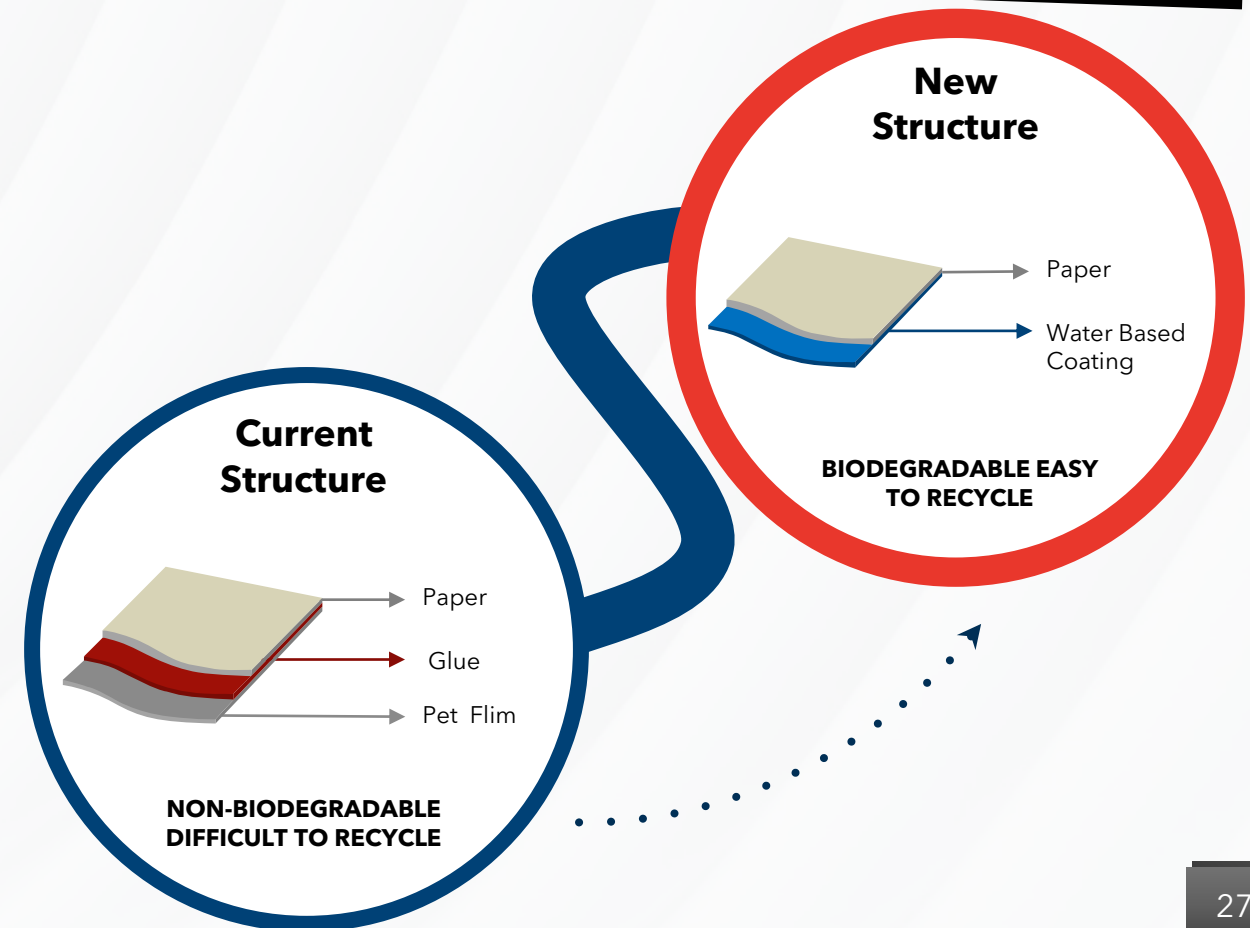 New
Structure
Paper
Water Based
Coating
BIODEGRADABLE EASY
TO RECYCLE
Current
Structure
Paper
Glue
Pet Flim
NON-BIODEGRADABLE
DIFFICULT TO RECYCLE
27